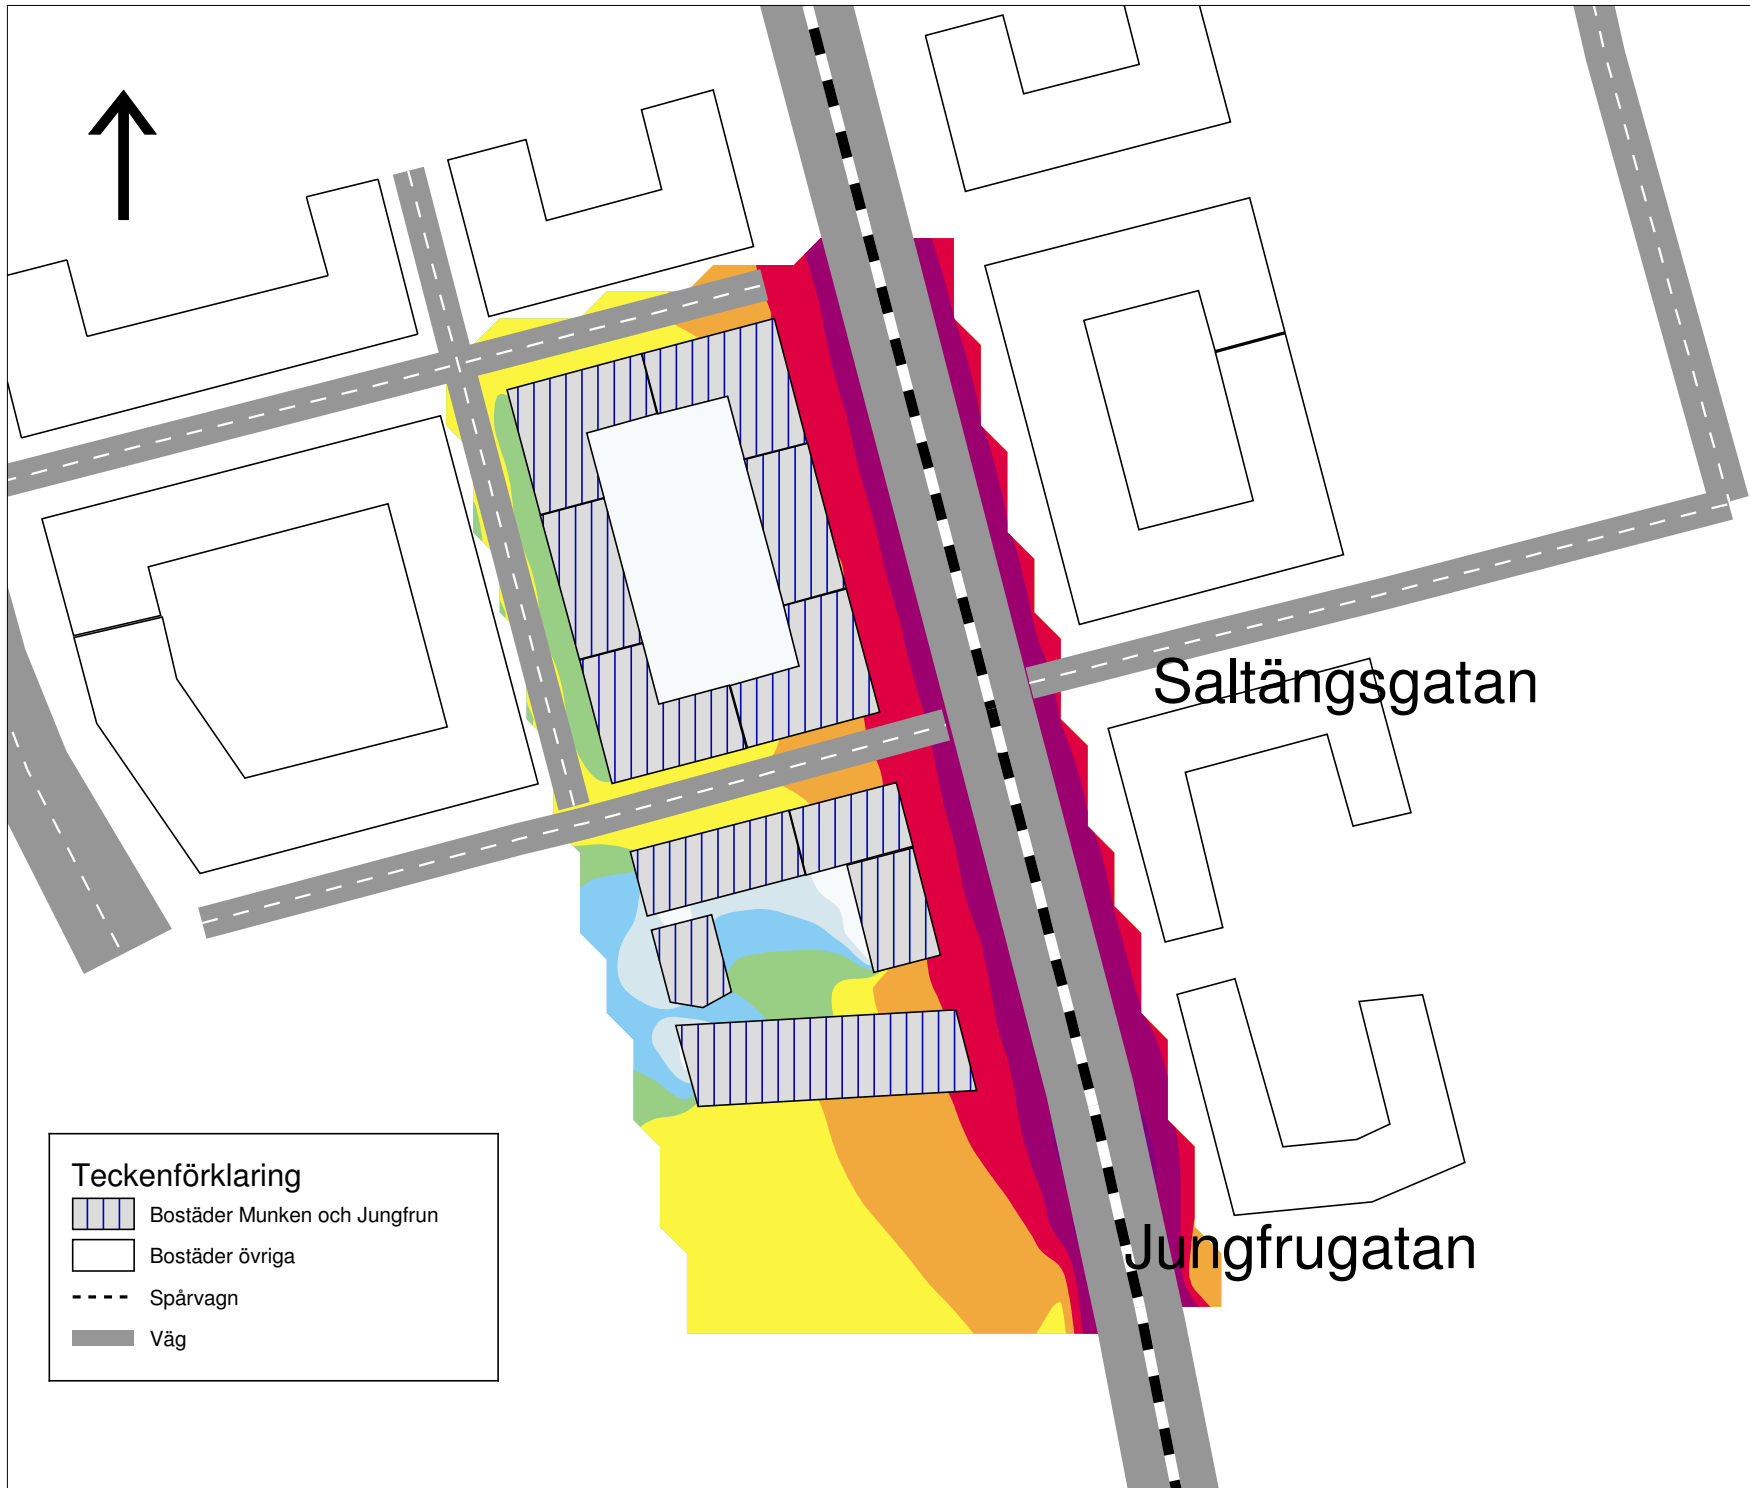 Saltängsgatan
Jungfrugatan
Teckenförklaring
Bostäder Munken och Jungfrun
Bostäder övriga
Spårvagn
Väg